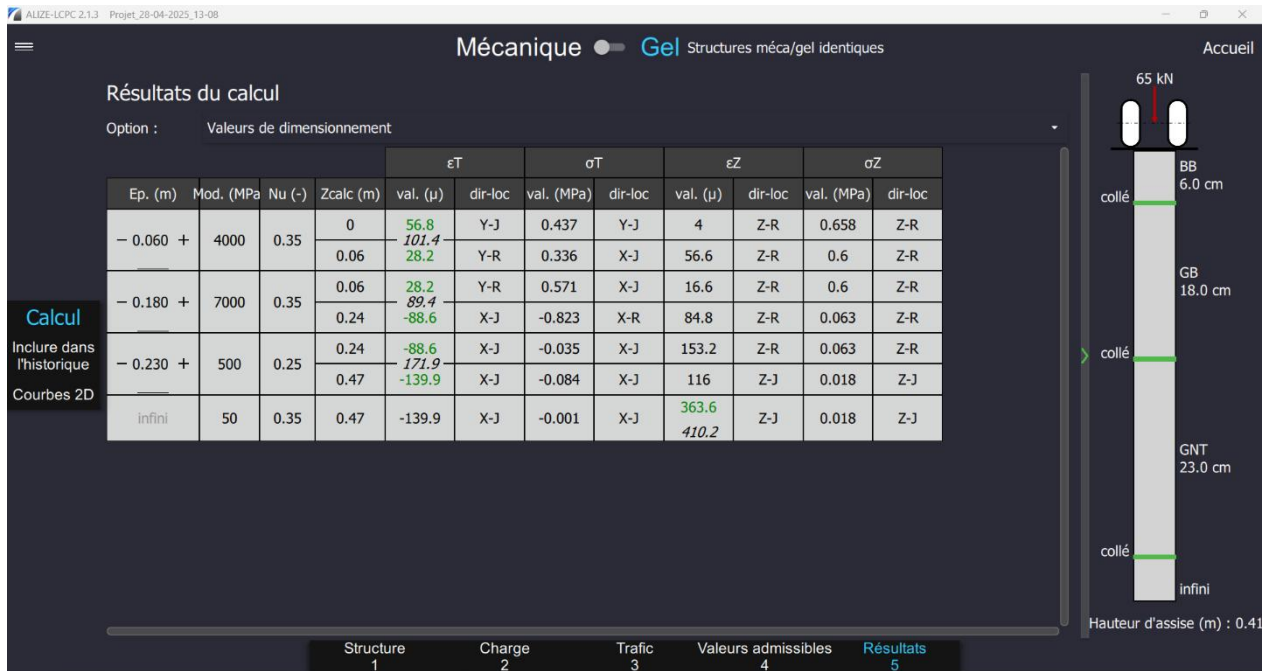 ALIZE-LCPC 2.1.3 Projet_28-04-2025_13-08
Mécanique Gel Structures méca/gel identiques Accueil
Résultats du calcul
Option : Valeurs de dimensionnement
εT σT εZ σZ
Ep. (m) Mod. (MPa Nu (-) Zcalc (m) val. (μ) dir-loc val. (MPa) dir-loc val. (μ) dir-loc val. (MPa) dir-loc
− 0.060 + 4000 0.35 0 56.8 Y-J 0.437 Y-J 4 Z-R 0.658 Z-R
101.4
0.06 28.2 Y-R 0.336 X-J 56.6 Z-R 0.6 Z-R
− 0.180 + 7000 0.35 0.06 28.2 Y-R 0.571 X-J 16.6 Z-R 0.6 Z-R
89.4
0.24 -88.6 X-J -0.823 X-R 84.8 Z-R 0.063 Z-R
− 0.230 + 500 0.25 0.24 -88.6 X-J -0.035 X-J 153.2 Z-R 0.063 Z-R
171.9
0.47 -139.9 X-J -0.084 X-J 116 Z-J 0.018 Z-J
infini 50 0.35 0.47 -139.9 X-J -0.001 X-J 363.6 Z-J 0.018 Z-J
410.2
Calcul
Inclure dans
l'historique
Courbes 2D
65 kN
BB
6.0 cm
collé
GB
18.0 cm
collé
GNT
23.0 cm
collé
infini
Hauteur d'assise (m) : 0.41
Structure Charge Trafic Valeurs admissibles Résultats
1 2 3 4 5